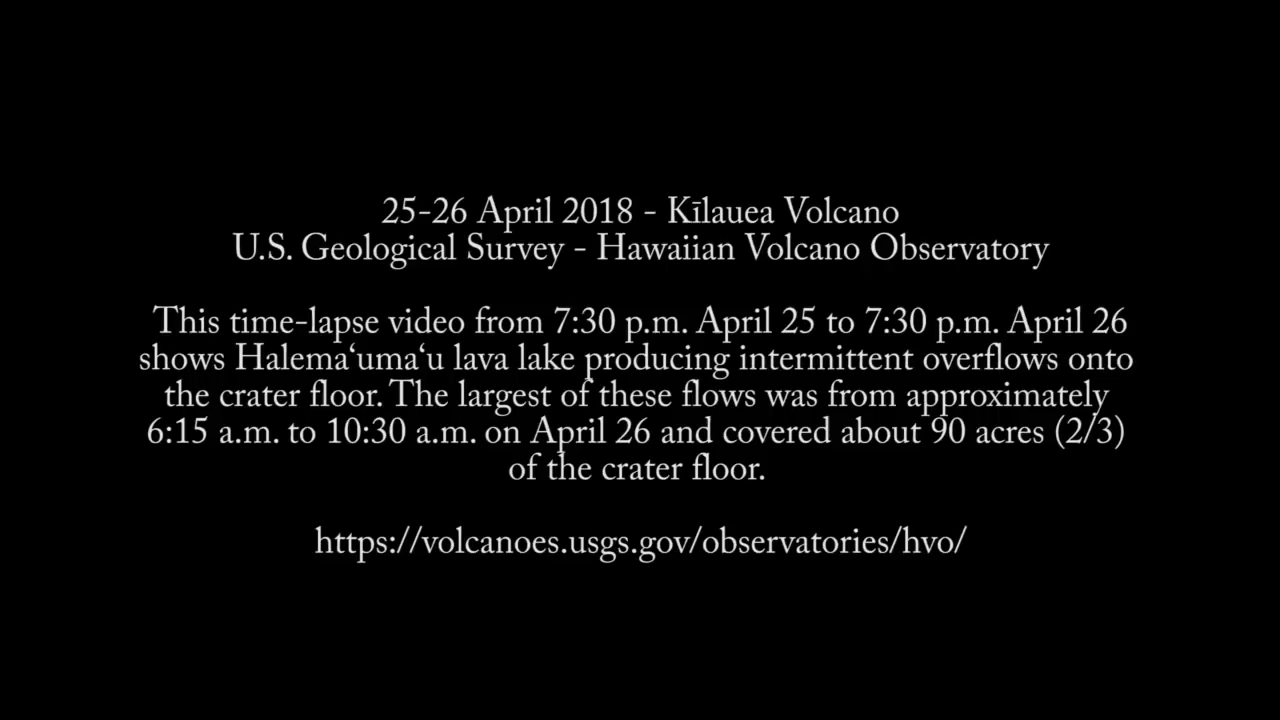 25-26 April 2018 - Kīlauea Volcano
U.S. Geological Survey - Hawaiian Volcano Observatory
This time-lapse video from 7:30 p.m. April 25 to 7:30 p.m. April 26
shows Halema‘uma‘u lava lake producing intermittent overflows onto
the crater floor. The largest of these flows was from approximately
6:15 a.m. to 10:30 a.m. on April 26 and covered about 90 acres (2/3)
of the crater floor.
https://volcanoes.usgs.gov/observatories/hvo/